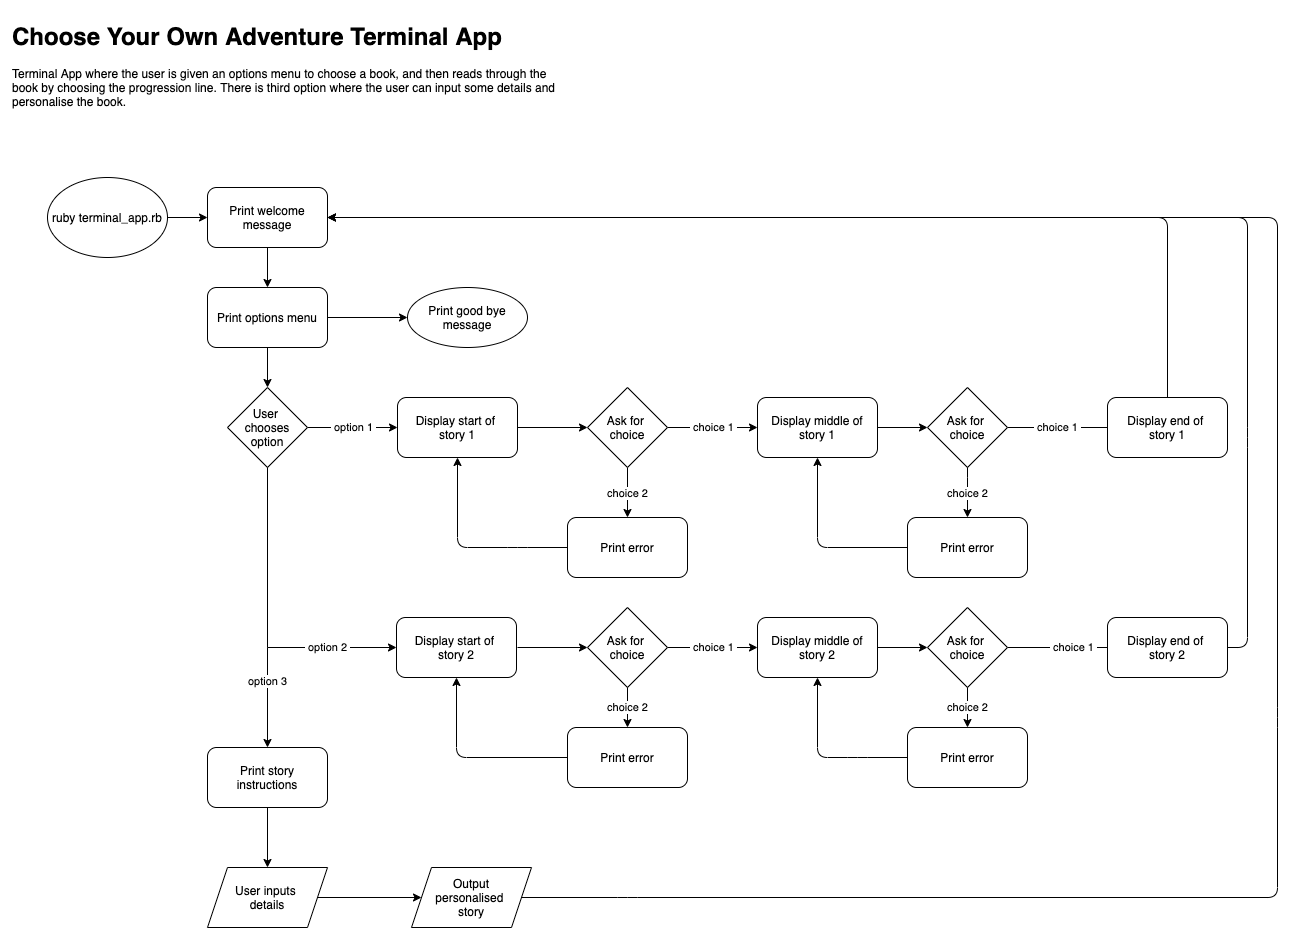 Choose Your Own Adventure Terminal App
Terminal App where the user is given an options menu to choose a book, and then reads through the
book by choosing the progression line. There is third option where the user can input some details and
personalise the book.
ruby terminal_app.rb
Print welcome
message
Print options menu
Print good bye
message
User
chooses
option
option 1
Display start of
story 1
Ask for
choice
choice 1
Display middle of
story 1
Ask for
choice
choice 1
Display end of
story 1
choice 2
choice 2
Print error
Print error
option 2
Display start of
story 2
Ask for
choice
choice 1
Display middle of
story 2
Ask for
choice
choice 1
Display end of
story 2
option 3
choice 2
choice 2
Print error
Print error
Print story
instructions
User inputs
details
Output
personalised
story